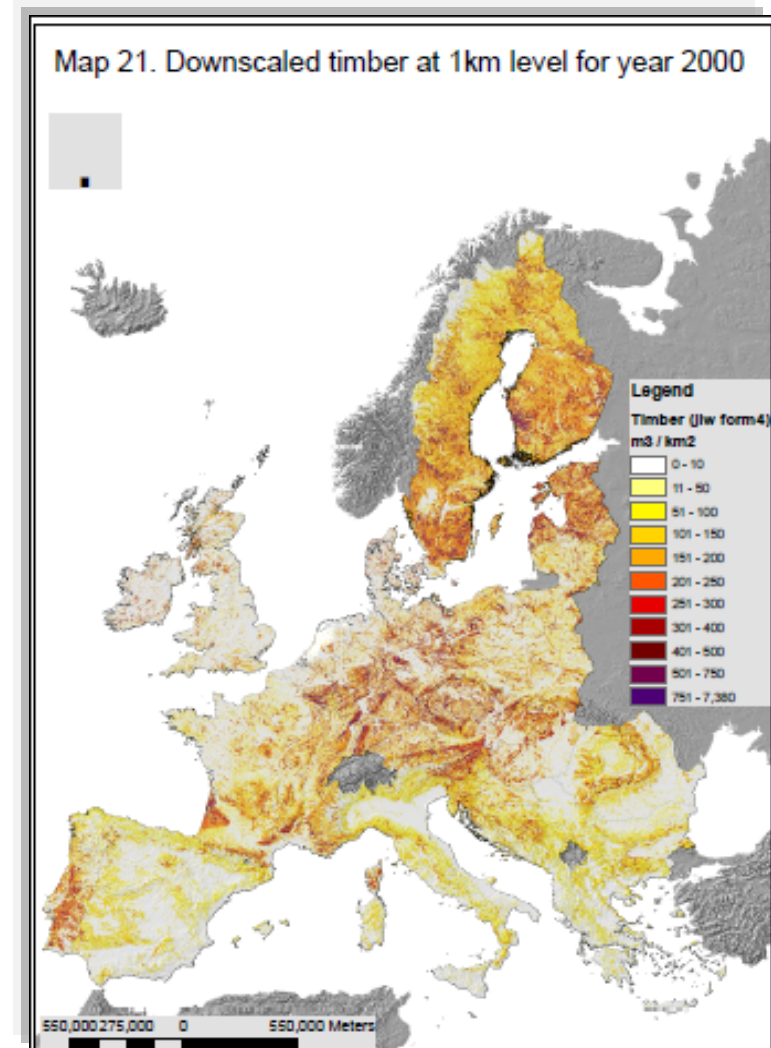 Map 21. Downscaled timber at 1km level for year 2000
Legend
Timber (jlw form4)
m3 / km2
0 - 10
11 - 50
51 - 100
101 - 150
151 - 200
201 - 250
251 - 300
301 - 400
401 - 500
501 - 750
751 - 7,380
550,000 275,000 0 550,000 Meters